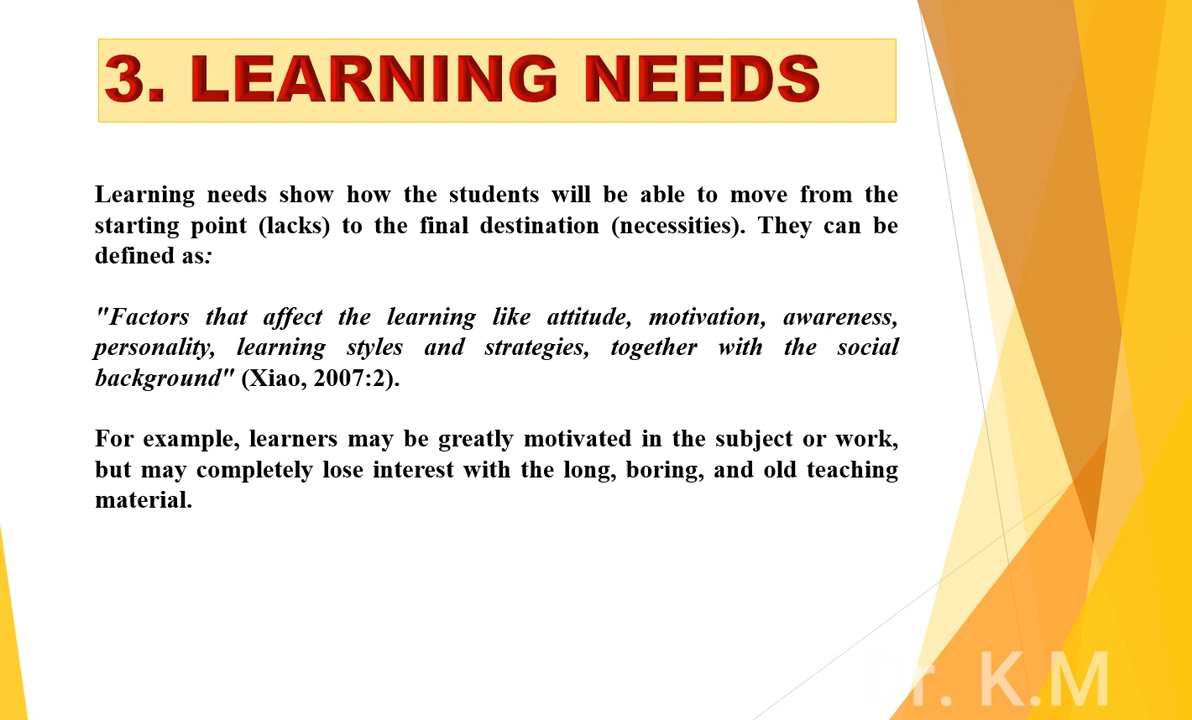 3. LEARNING NEEDS
Learning needs show how the students will be able to move from the
starting point (lacks) to the final destination (necessities). They can be
defined as:
"Factors that affect the learning like attitude, motivation, awareness,
personality, learning styles and strategies, together with the social
background" (Xiao, 2007:2).
For example, learners may be greatly motivated in the subject or work,
but may completely lose interest with the long, boring, and old teaching
material.
Dr. K.M